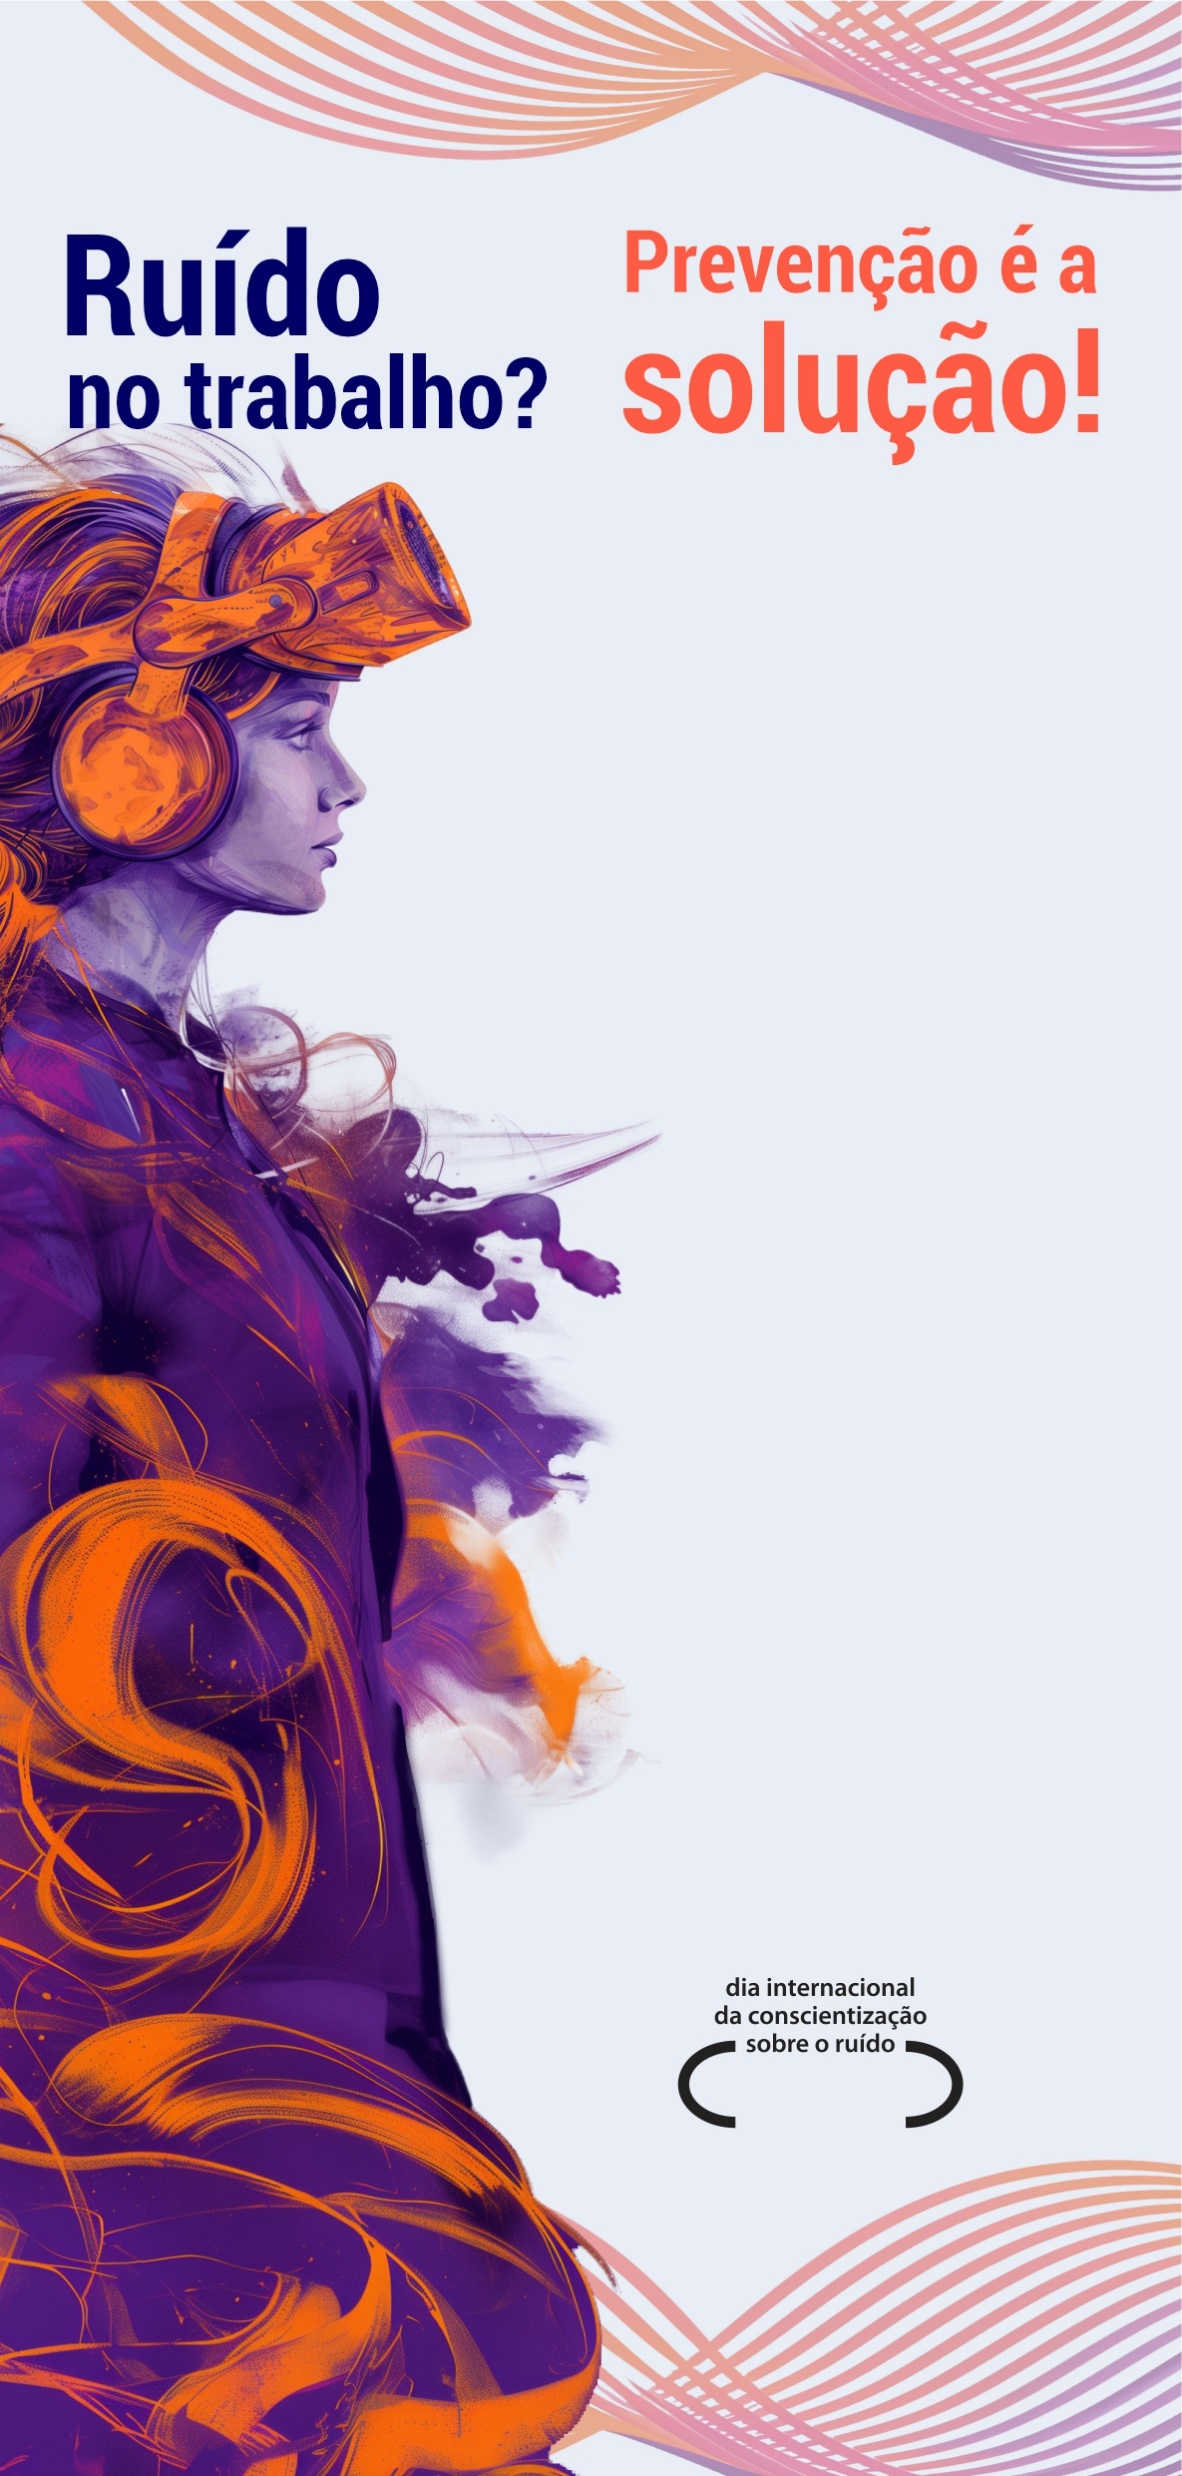 Ruído
no trabalho?
Prevenção é a
solução!
dia internacional
da conscientização
sobre o ruído